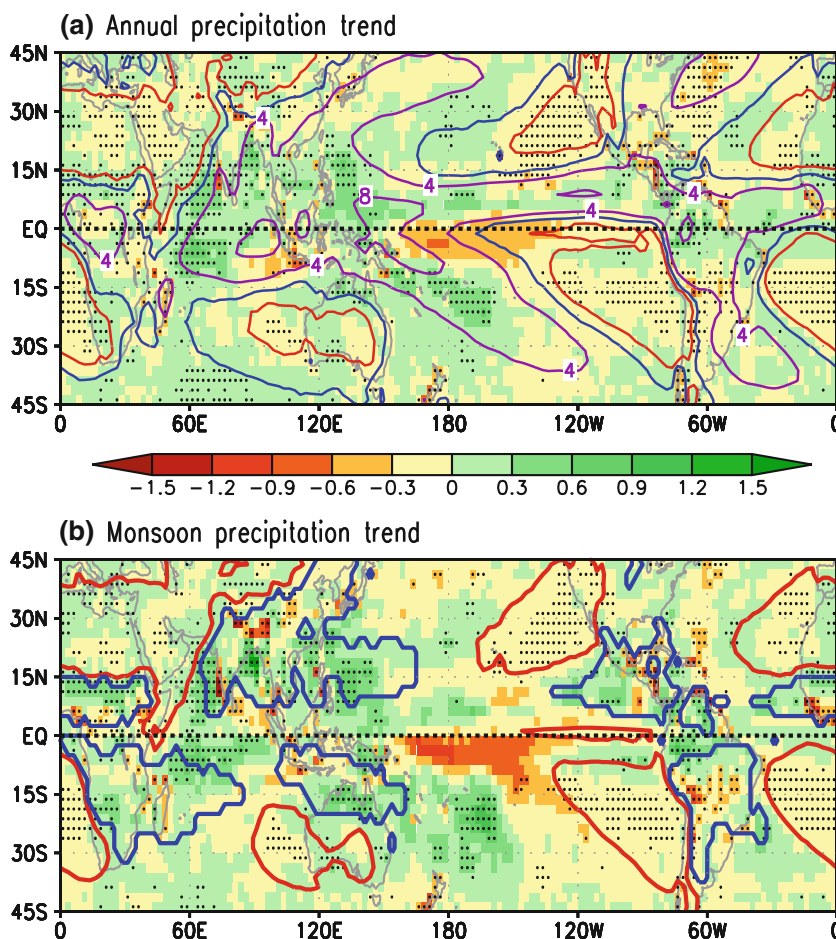 (a) Annual precipitation trend
45N
30N
15N
EQ
15S
30S
45S
4
4
8
4
4
4
4
4
4
0 60E 120E 180 120W 60W 0
-1.5 -1.2 -0.9 -0.6 -0.3 0 0.3 0.6 0.9 1.2 1.5
(b) Monsoon precipitation trend
45N
30N
15N
EQ
15S
30S
45S
0 60E 120E 180 120W 60W 0